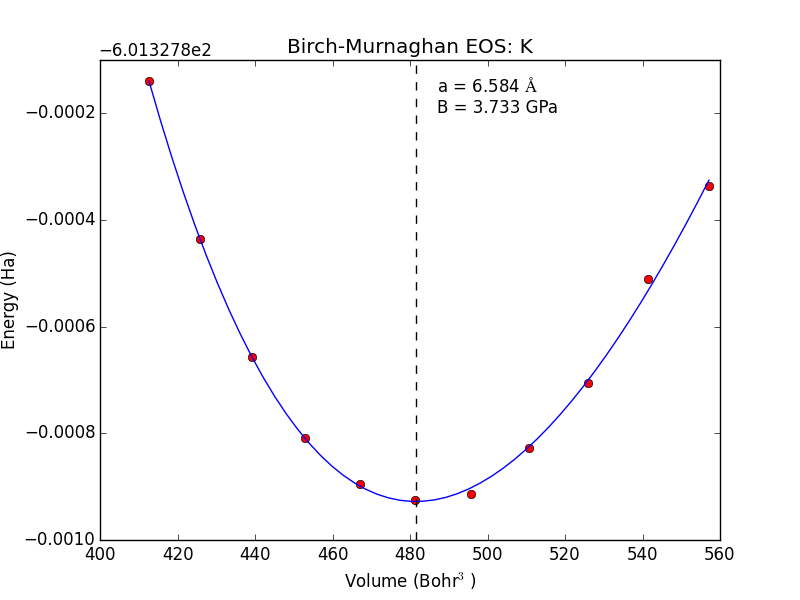 Birch-Murnaghan EOS: K
−6.013278e2
a = 6.584 Å
B = 3.733 GPa
−0.0002
−0.0004
−0.0006
−0.0008
−0.0010
Energy (Ha)
400 420 440 460 480 500 520 540 560
Volume (Bohr³ )